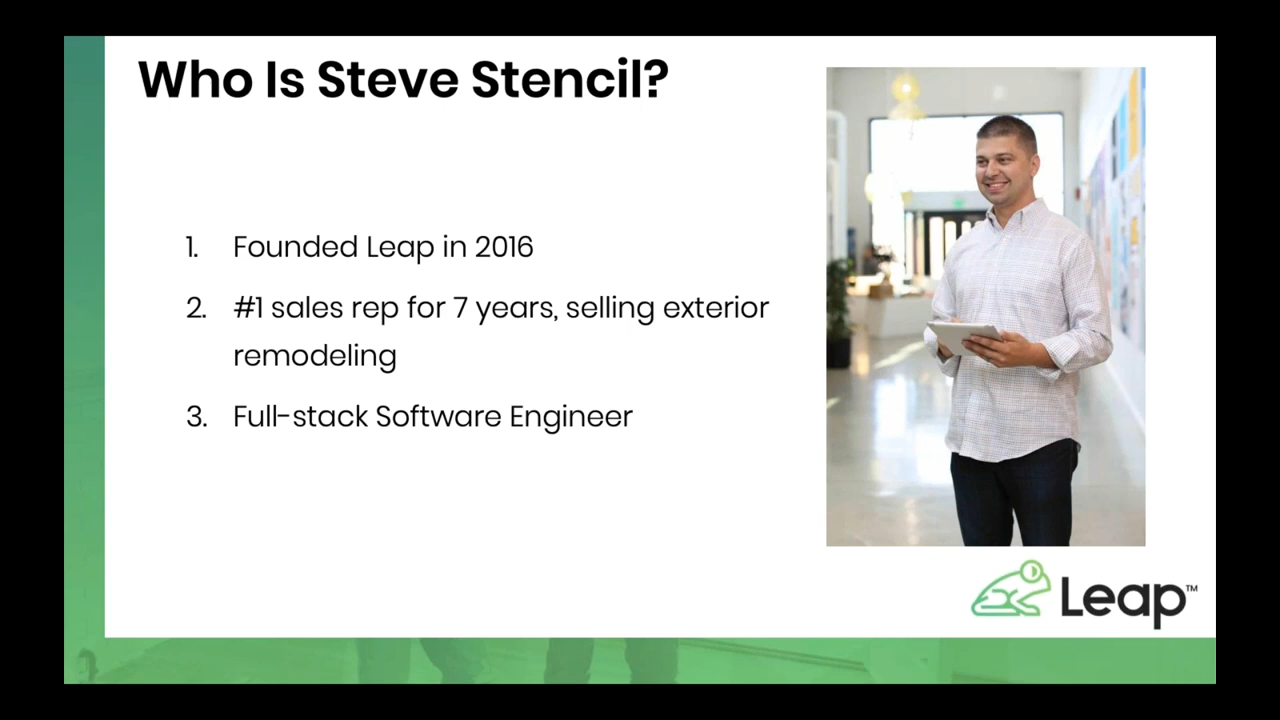 Who Is Steve Stencil?
1. Founded Leap in 2016
2. #1 sales rep for 7 years, selling exterior
remodeling
3. Full-stack Software Engineer
Leap™